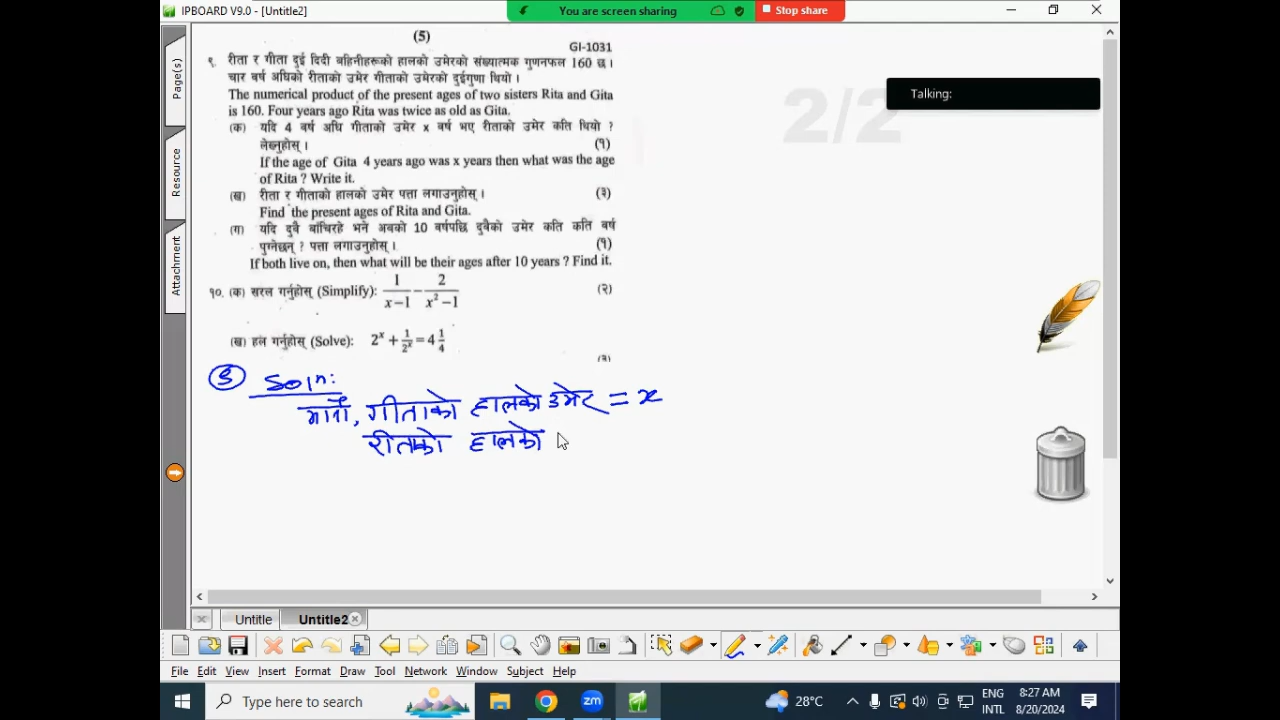 IPBOARD V9.0 - [Untitle2]
You are screen sharing
Stop share
Page(s)
Resource
Attachment
Talking:
2/2
(5)
GI-1031
९. रीता र गीता दुई दिदी बहिनीहरूको हालको उमेरको संख्यात्मक गुणनफल 160 छ ।
चार वर्ष अघिको रीताको उमेर गीताको उमेरको दुईगुणा थियो ।
The numerical product of the present ages of two sisters Rita and Gita
is 160. Four years ago Rita was twice as old as Gita.
(क) यदि 4 वर्ष अघि गीताको उमेर x वर्ष भए रीताको उमेर कति थियो ?
लेख्नुहोस् । (१)
If the age of Gita 4 years ago was x years then what was the age
of Rita ? Write it.
(ख) रीता र गीताको हालको उमेर पत्ता लगाउनुहोस् । (३)
Find the present ages of Rita and Gita.
(ग) यदि दुवै बाँचिरहे भने अबको 10 वर्षपछि दुवैको उमेर कति कति वर्ष
पुग्नेछन् ? पत्ता लगाउनुहोस् । (१)
If both live on, then what will be their ages after 10 years ? Find it.
१०. (क) सरल गर्नुहोस् (Simplify): 1/(x−1) − 2/(x²−1) (२)
(ख) हल गर्नुहोस् (Solve): 2ˣ + 1/2ˣ = 4 1/4
(३)
Solⁿ:
मानौं, गीताको हालको उमेर = x
रीताको हालको
Untitle Untitle2
File Edit View Insert Format Draw Tool Network Window Subject Help
Type here to search
28°C
ENG
INTL
8:27 AM
8/20/2024